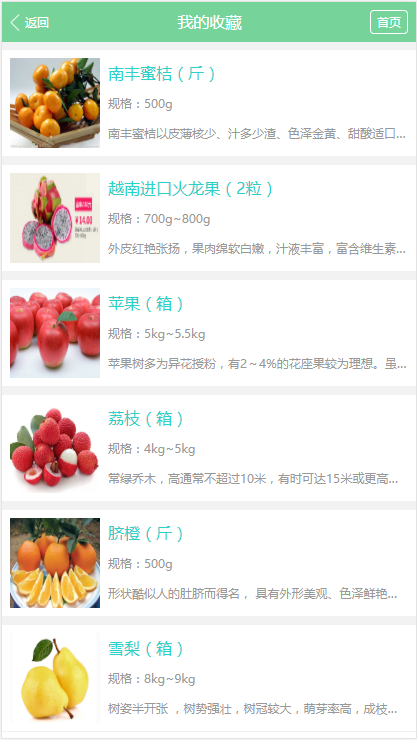 返回
我的收藏
首页
南丰蜜桔（斤）
规格：500g
南丰蜜桔以皮薄核少、汁多少渣、色泽金黄、甜酸适口...
越南进口火龙果（2粒）
规格：700g~800g
外皮红艳张扬，果肉绵软白嫩，汁液丰富，富含维生素...
￥14.00
苹果（箱）
规格：5kg~5.5kg
苹果树多为异花授粉，有2～4%的花座果较为理想。虽...
荔枝（箱）
规格：4kg~5kg
常绿乔木，高通常不超过10米，有时可达15米或更高...
脐橙（斤）
规格：500g
形状酷似人的肚脐而得名， 具有外形美观、色泽鲜艳...
雪梨（箱）
规格：8kg~9kg
树姿半开张 ，树势强壮，树冠较大，萌芽率高，成枝...